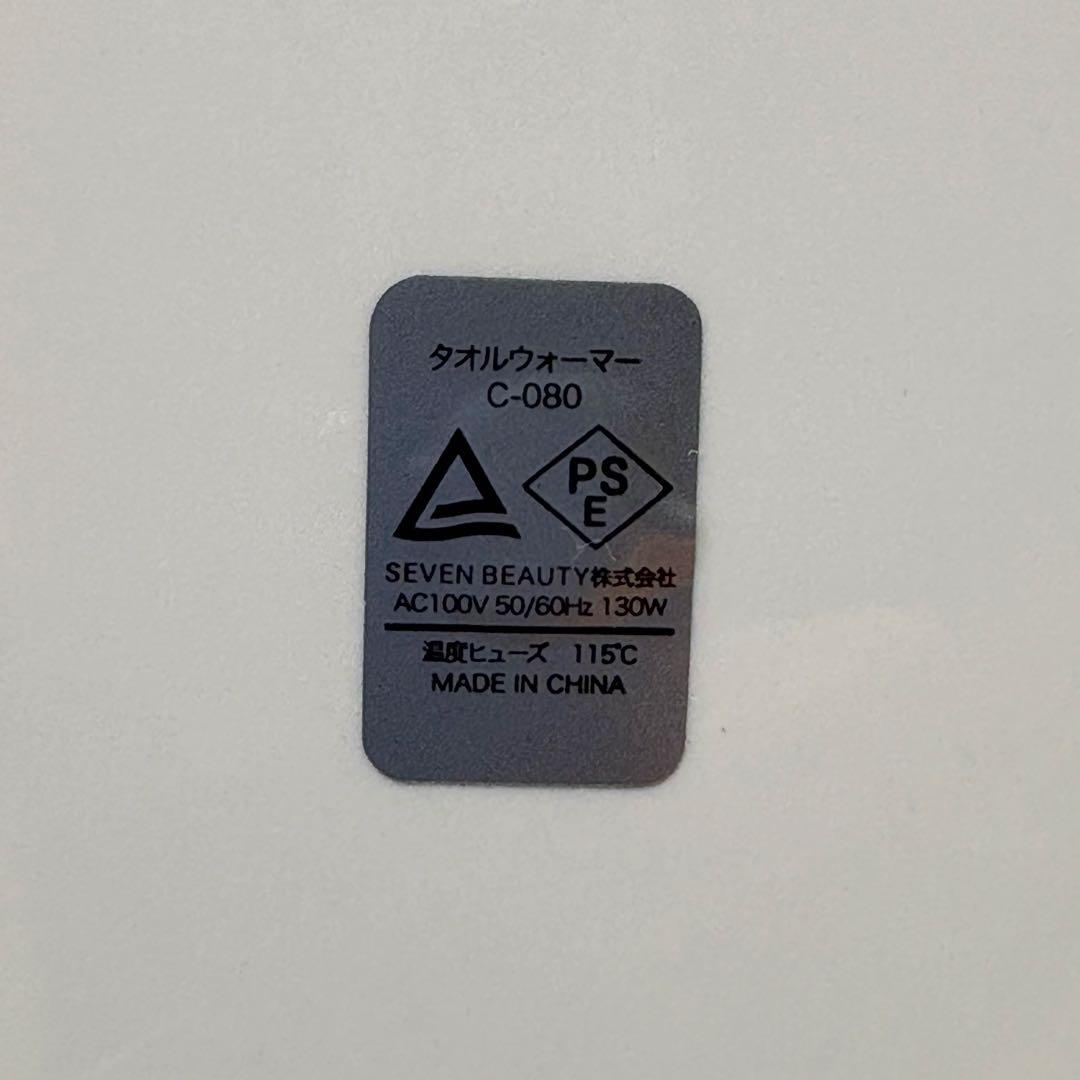 タオルウォーマー
C-080
PS
E
SEVEN BEAUTY株式会社
AC100V 50/60Hz 130W
温度ヒューズ 115℃
MADE IN CHINA